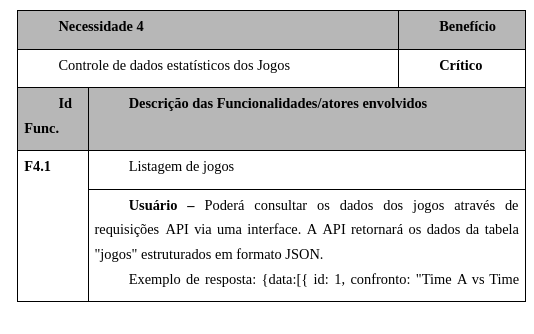 Necessidade 4 Benefício
Controle de dados estatísticos dos Jogos Crítico
Id Func. Descrição das Funcionalidades/atores envolvidos
F4.1 Listagem de jogos
Usuário – Poderá consultar os dados dos jogos através de
requisições API via uma interface. A API retornará os dados da tabela
"jogos" estruturados em formato JSON.
Exemplo de resposta: {data:[{ id: 1, confronto: "Time A vs Time